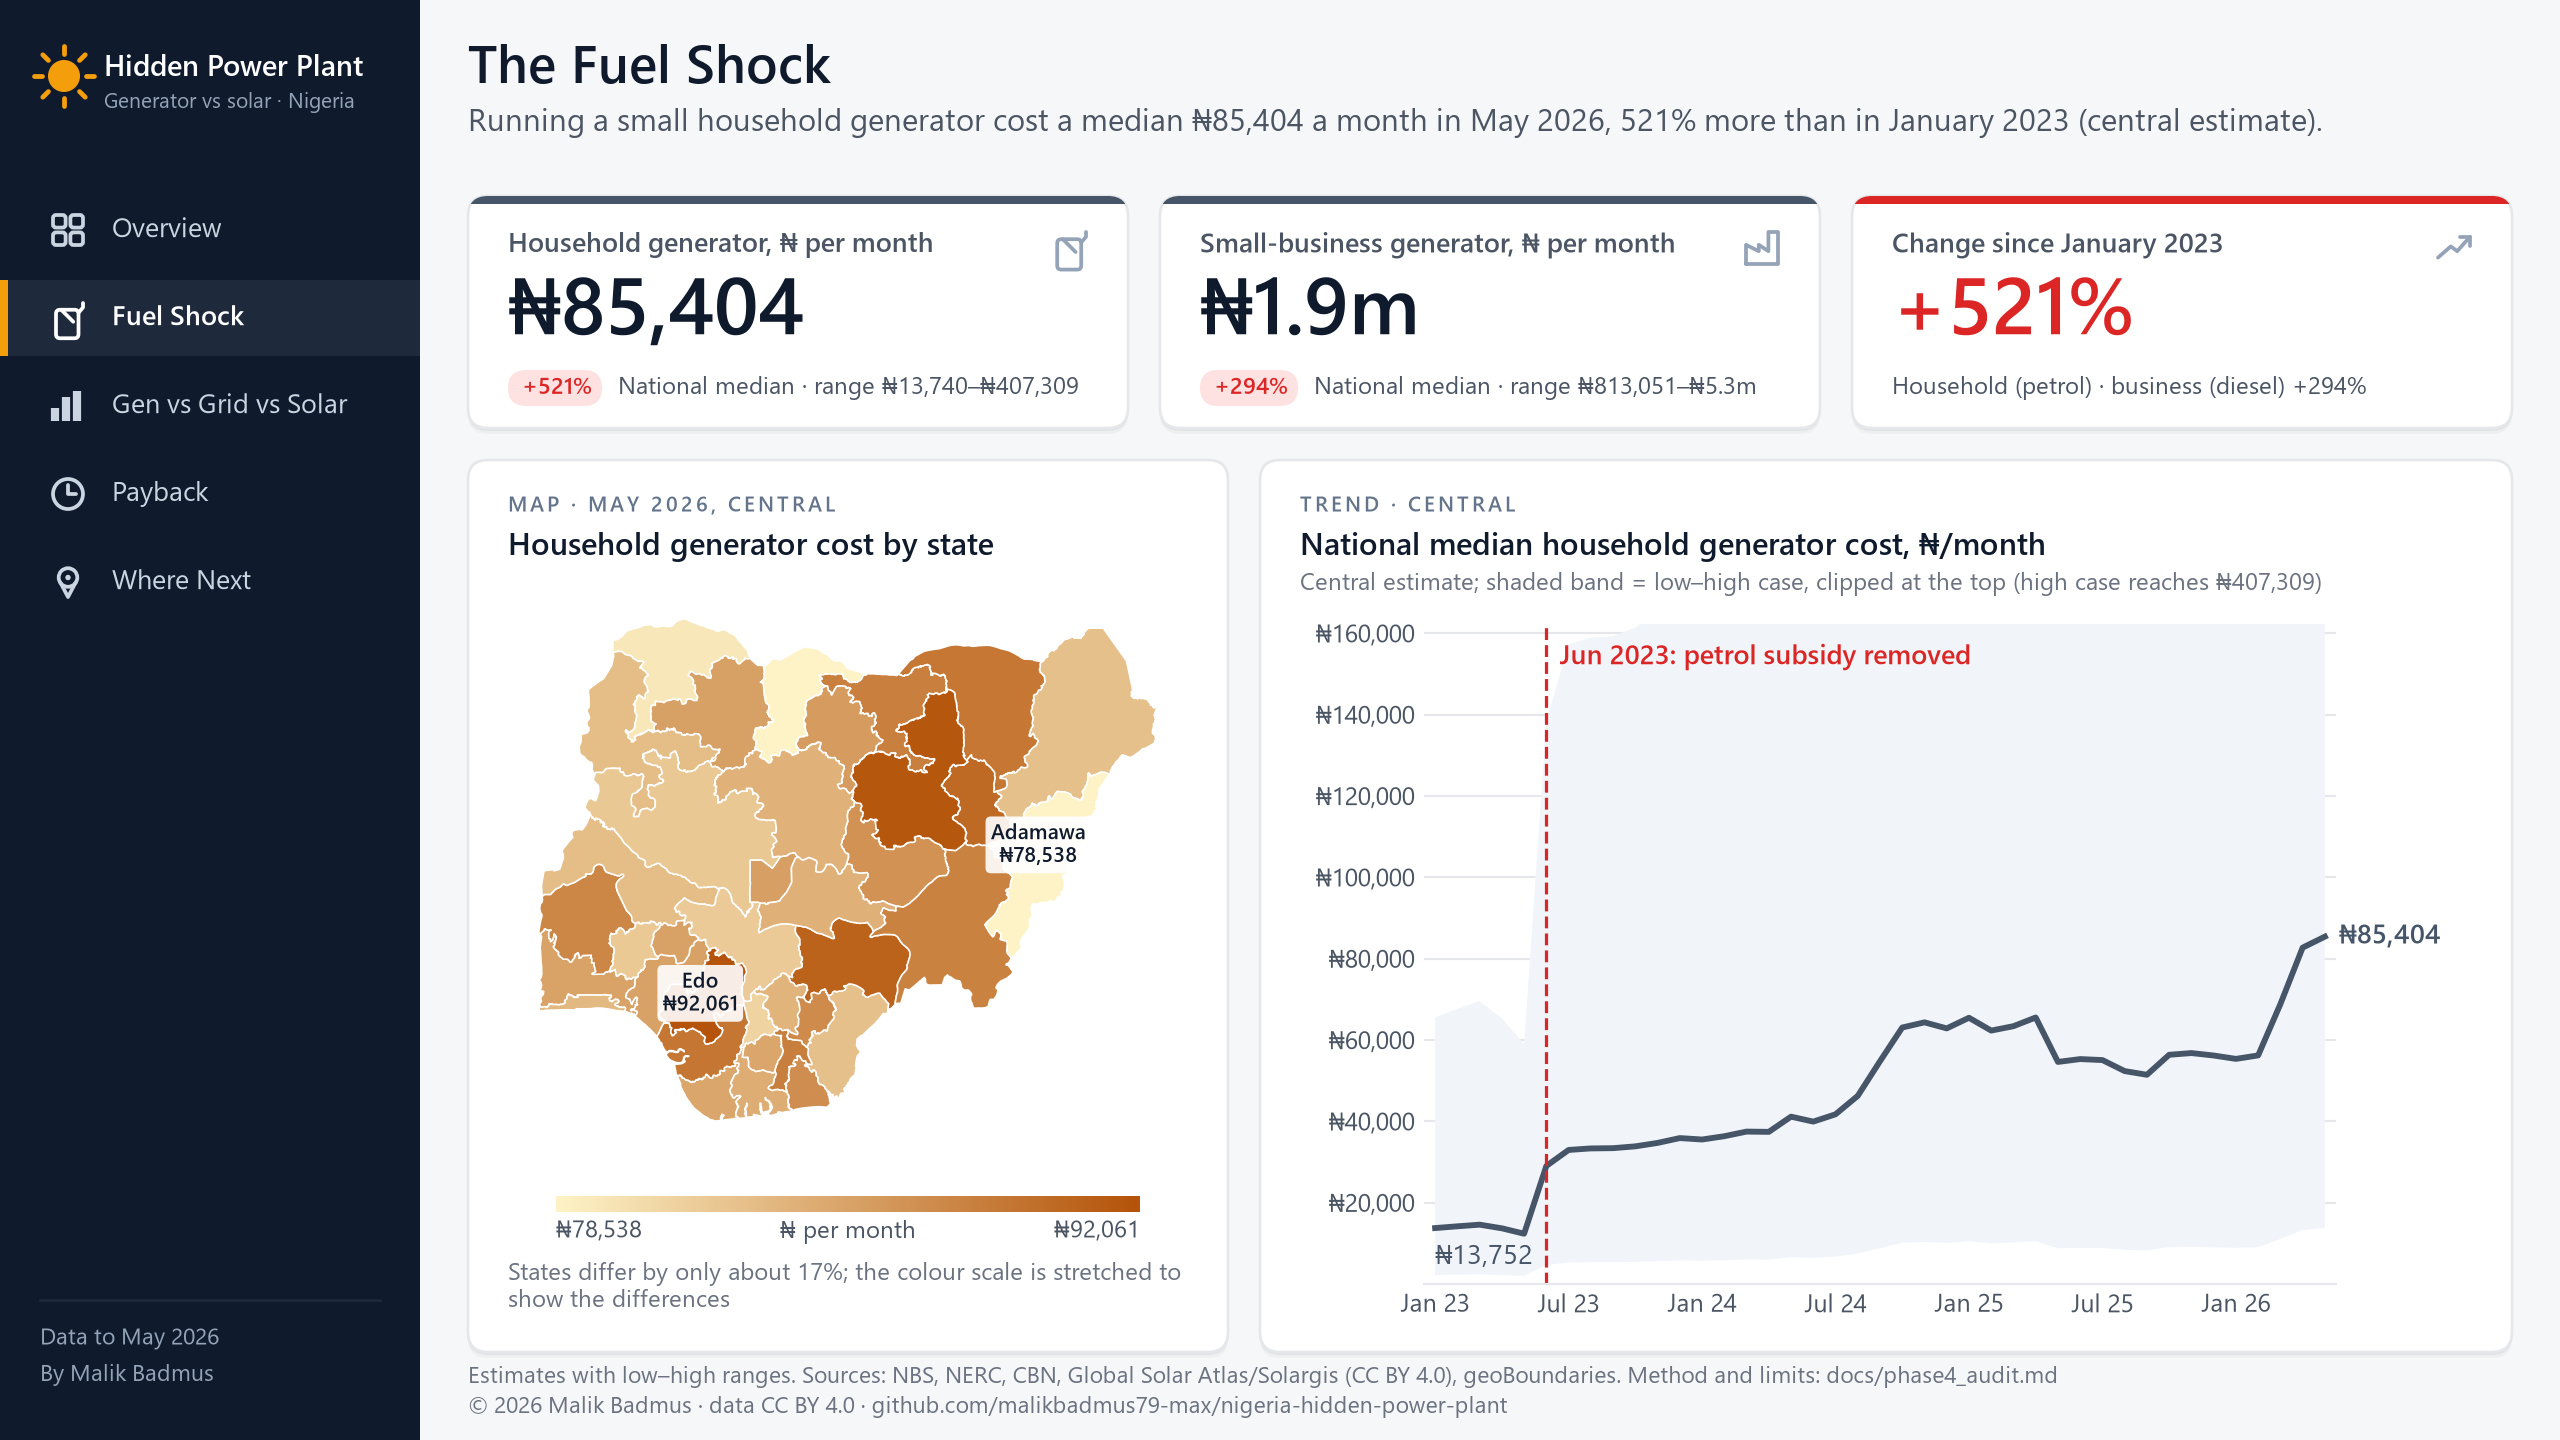 Hidden Power Plant
Generator vs solar · Nigeria
Overview
Fuel Shock
Gen vs Grid vs Solar
Payback
Where Next
Data to May 2026
By Malik Badmus
The Fuel Shock
Running a small household generator cost a median ₦85,404 a month in May 2026, 521% more than in January 2023 (central estimate).
Household generator, ₦ per month
₦85,404
+521% National median · range ₦13,740–₦407,309
Small-business generator, ₦ per month
₦1.9m
+294% National median · range ₦813,051–₦5.3m
Change since January 2023
+521%
Household (petrol) · business (diesel) +294%
MAP · MAY 2026, CENTRAL
Household generator cost by state
Adamawa
₦78,538
Edo
₦92,061
₦78,538 ₦ per month ₦92,061
States differ by only about 17%; the colour scale is stretched to
show the differences
TREND · CENTRAL
National median household generator cost, ₦/month
Central estimate; shaded band = low–high case, clipped at the top (high case reaches ₦407,309)
₦160,000
Jun 2023: petrol subsidy removed
₦140,000
₦120,000
₦100,000
₦85,404
₦80,000
₦60,000
₦40,000
₦20,000
₦13,752
Jan 23 Jul 23 Jan 24 Jul 24 Jan 25 Jul 25 Jan 26
Estimates with low–high ranges. Sources: NBS, NERC, CBN, Global Solar Atlas/Solargis (CC BY 4.0), geoBoundaries. Method and limits: docs/phase4_audit.md
© 2026 Malik Badmus · data CC BY 4.0 · github.com/malikbadmus79-max/nigeria-hidden-power-plant